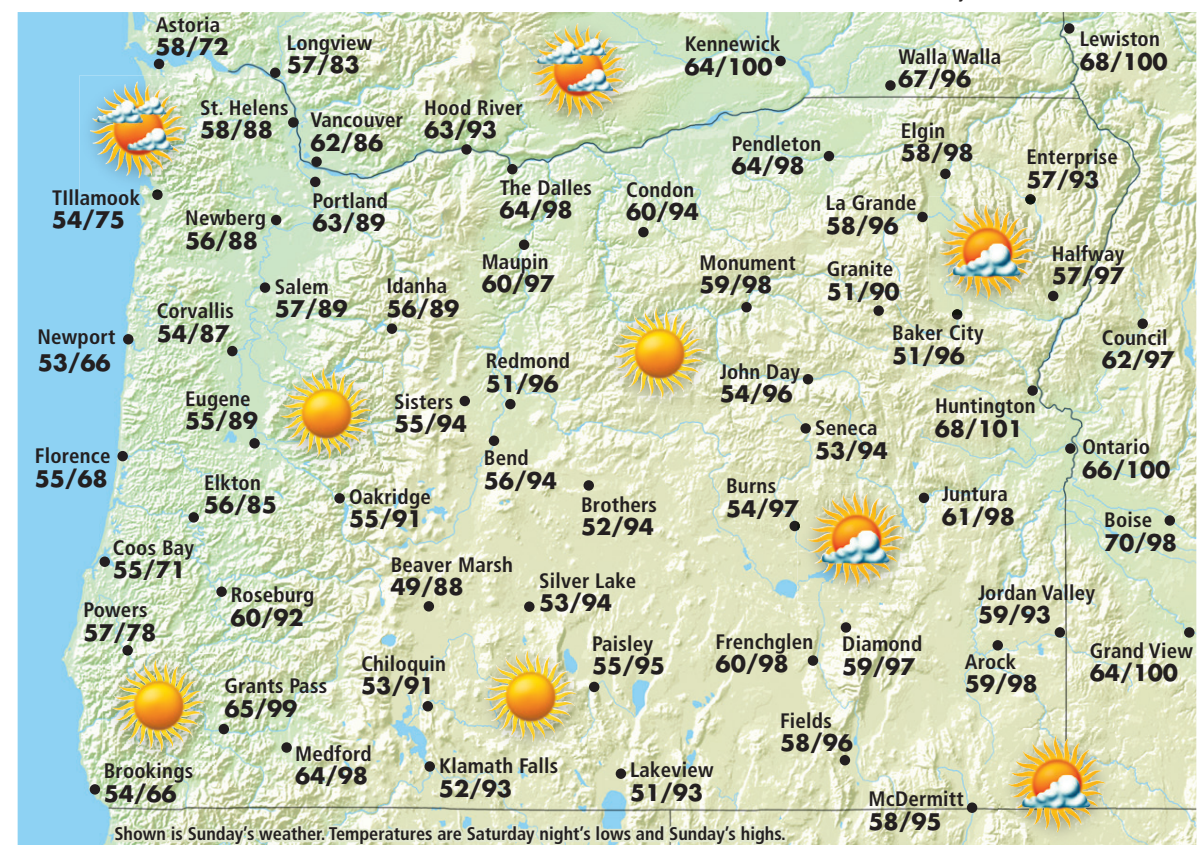 Astoria
58/72
Longview
57/83
Kennewick
64/100
Walla Walla
67/96
Lewiston
68/100
St. Helens
58/88
Vancouver
62/86
Hood River
63/93
Pendleton
64/98
Elgin
58/98
Enterprise
57/93
TIllamook
54/75
Newberg
56/88
Portland
63/89
The Dalles
64/98
Condon
60/94
La Grande
58/96
Maupin
60/97
Monument
59/98
Granite
51/90
Halfway
57/97
Salem
57/89
Idanha
56/89
Corvallis
54/87
Newport
53/66
Baker City
51/96
Council
62/97
Redmond
51/96
John Day
54/96
Eugene
55/89
Sisters
55/94
Huntington
68/101
Seneca
53/94
Florence
55/68
Bend
56/94
Ontario
66/100
Elkton
56/85
Oakridge
55/91
Brothers
52/94
Burns
54/97
Juntura
61/98
Boise
70/98
Coos Bay
55/71
Beaver Marsh
49/88
Silver Lake
53/94
Roseburg
60/92
Jordan Valley
59/93
Powers
57/78
Paisley
55/95
Frenchglen
60/98
Diamond
59/97
Arock
59/98
Grand View
64/100
Chiloquin
53/91
Grants Pass
65/99
Fields
58/96
Medford
64/98
Klamath Falls
52/93
Lakeview
51/93
Brookings
54/66
McDermitt
58/95
Shown is Sunday's weather. Temperatures are Saturday night's lows and Sunday's highs.